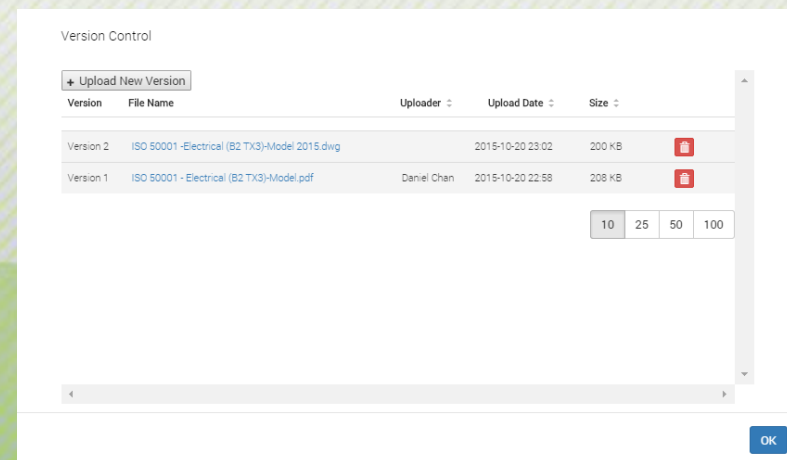 Version Control
+ Upload New Version
Version File Name Uploader Upload Date Size
Version 2 ISO 50001 -Electrical (B2 TX3)-Model 2015.dwg 2015-10-20 23:02 200 KB
Version 1 ISO 50001 - Electrical (B2 TX3)-Model.pdf Daniel Chan 2015-10-20 22:58 208 KB
10 25 50 100
OK